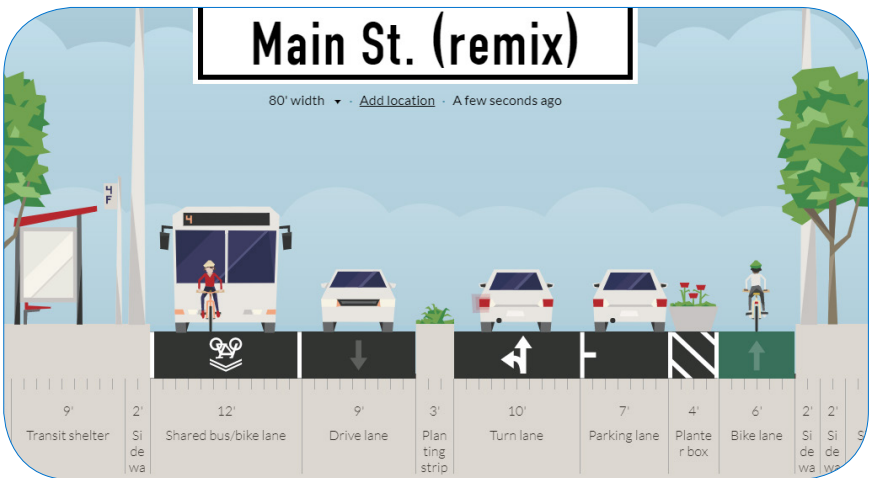 Main St. (remix)
80' width · Add location · A few seconds ago
4
F
4
9' 2' 12' 9' 3' 10' 7' 4' 6' 2' 2'
Transit shelter Si Shared bus/bike lane Drive lane Plan Turn lane Parking lane Plante Bike lane Si Si S
de ting r box de de
wa strip wa wa